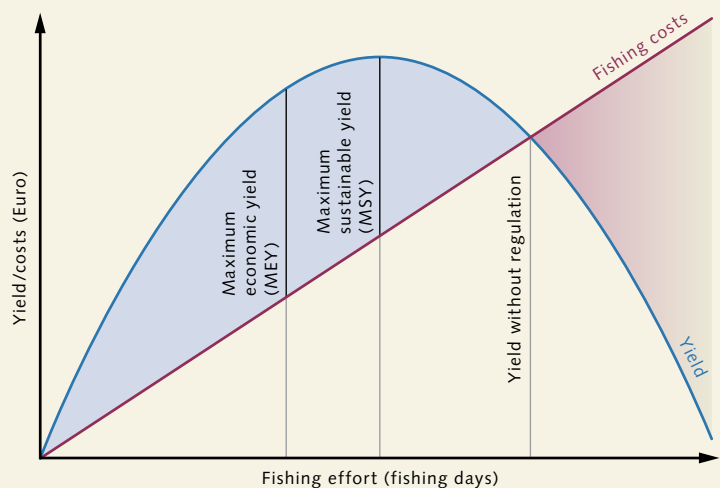 Fishing costs
Maximum
sustainable yield
(MSY)
Maximum
economic yield
(MEY)
Yield without regulation
Yield/costs (Euro)
Yield
Fishing effort (fishing days)